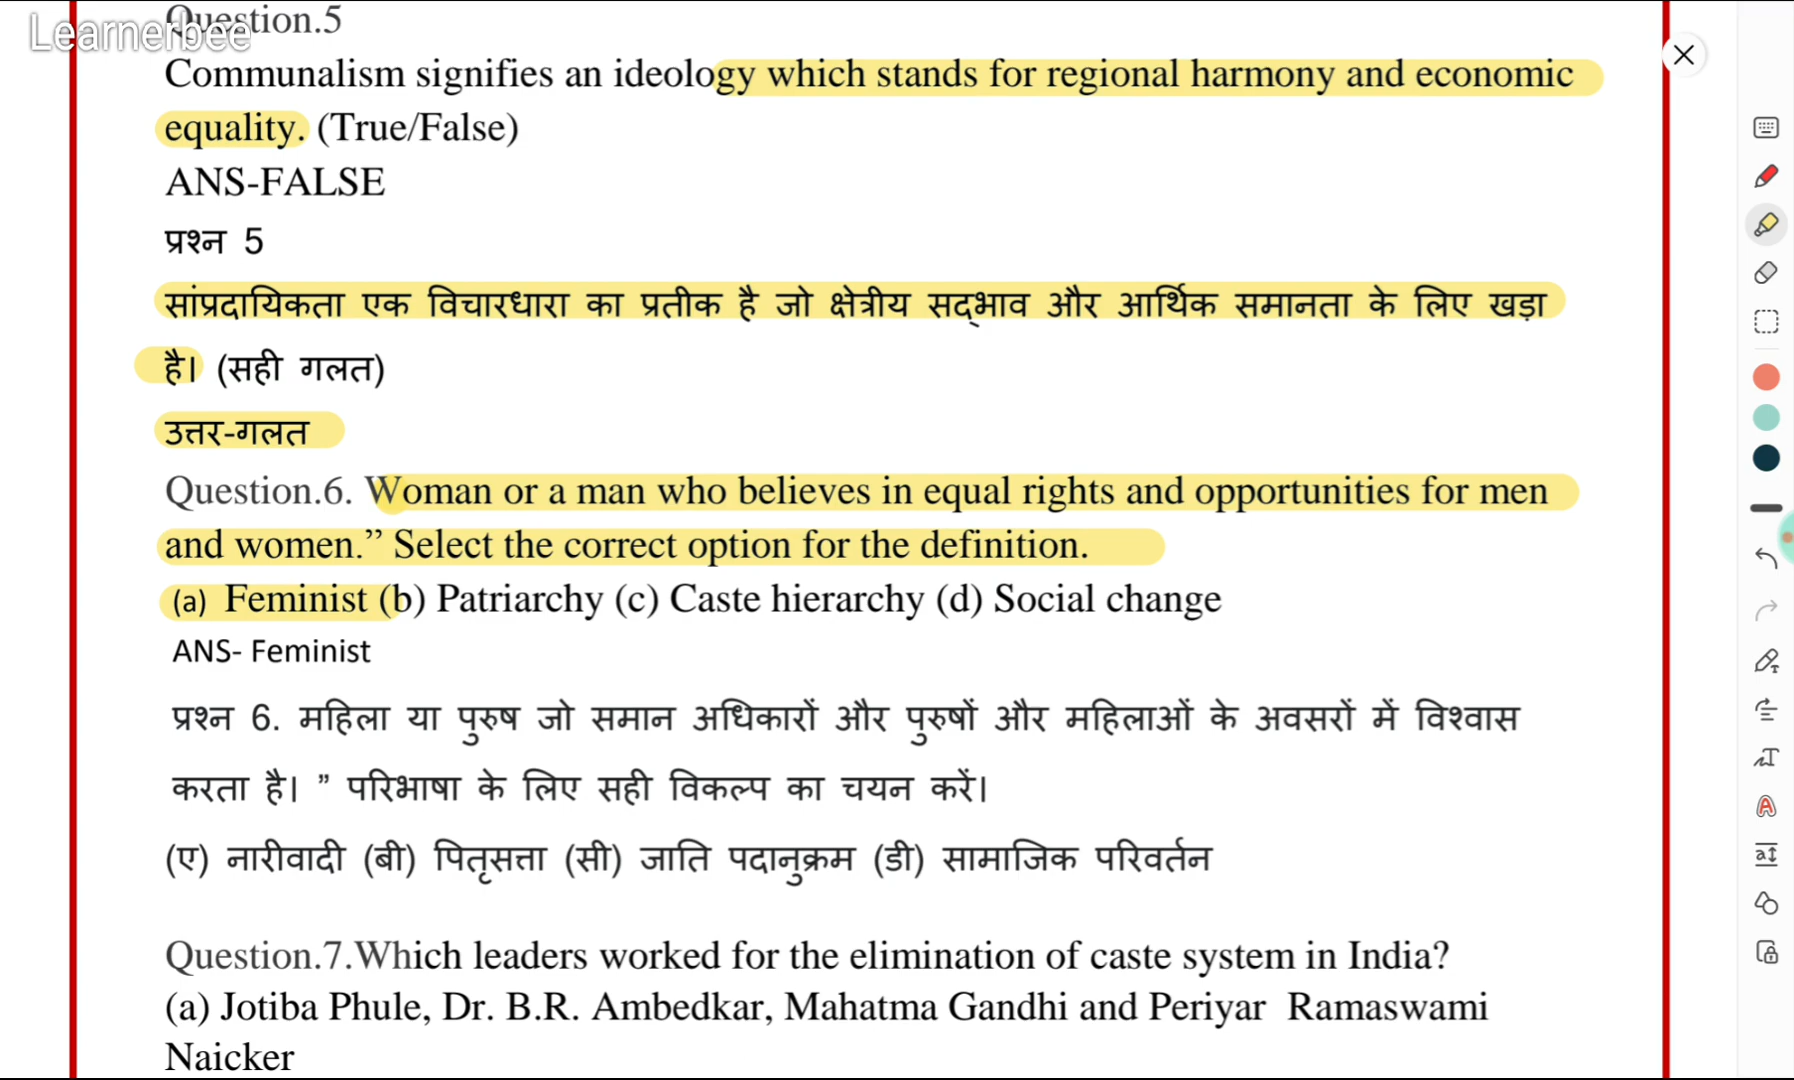 Learnerbee
Question.5
Communalism signifies an ideology which stands for regional harmony and economic
equality. (True/False)
ANS-FALSE
प्रश्न 5
सांप्रदायिकता एक विचारधारा का प्रतीक है जो क्षेत्रीय सद्भाव और आर्थिक समानता के लिए खड़ा
है। (सही गलत)
उत्तर-गलत
Question.6. Woman or a man who believes in equal rights and opportunities for men
and women.” Select the correct option for the definition.
(a) Feminist (b) Patriarchy (c) Caste hierarchy (d) Social change
ANS- Feminist
प्रश्न 6. महिला या पुरुष जो समान अधिकारों और पुरुषों और महिलाओं के अवसरों में विश्वास
करता है। ” परिभाषा के लिए सही विकल्प का चयन करें।
(ए) नारीवादी (बी) पितृसत्ता (सी) जाति पदानुक्रम (डी) सामाजिक परिवर्तन
Question.7.Which leaders worked for the elimination of caste system in India?
(a) Jotiba Phule, Dr. B.R. Ambedkar, Mahatma Gandhi and Periyar Ramaswami
Naicker